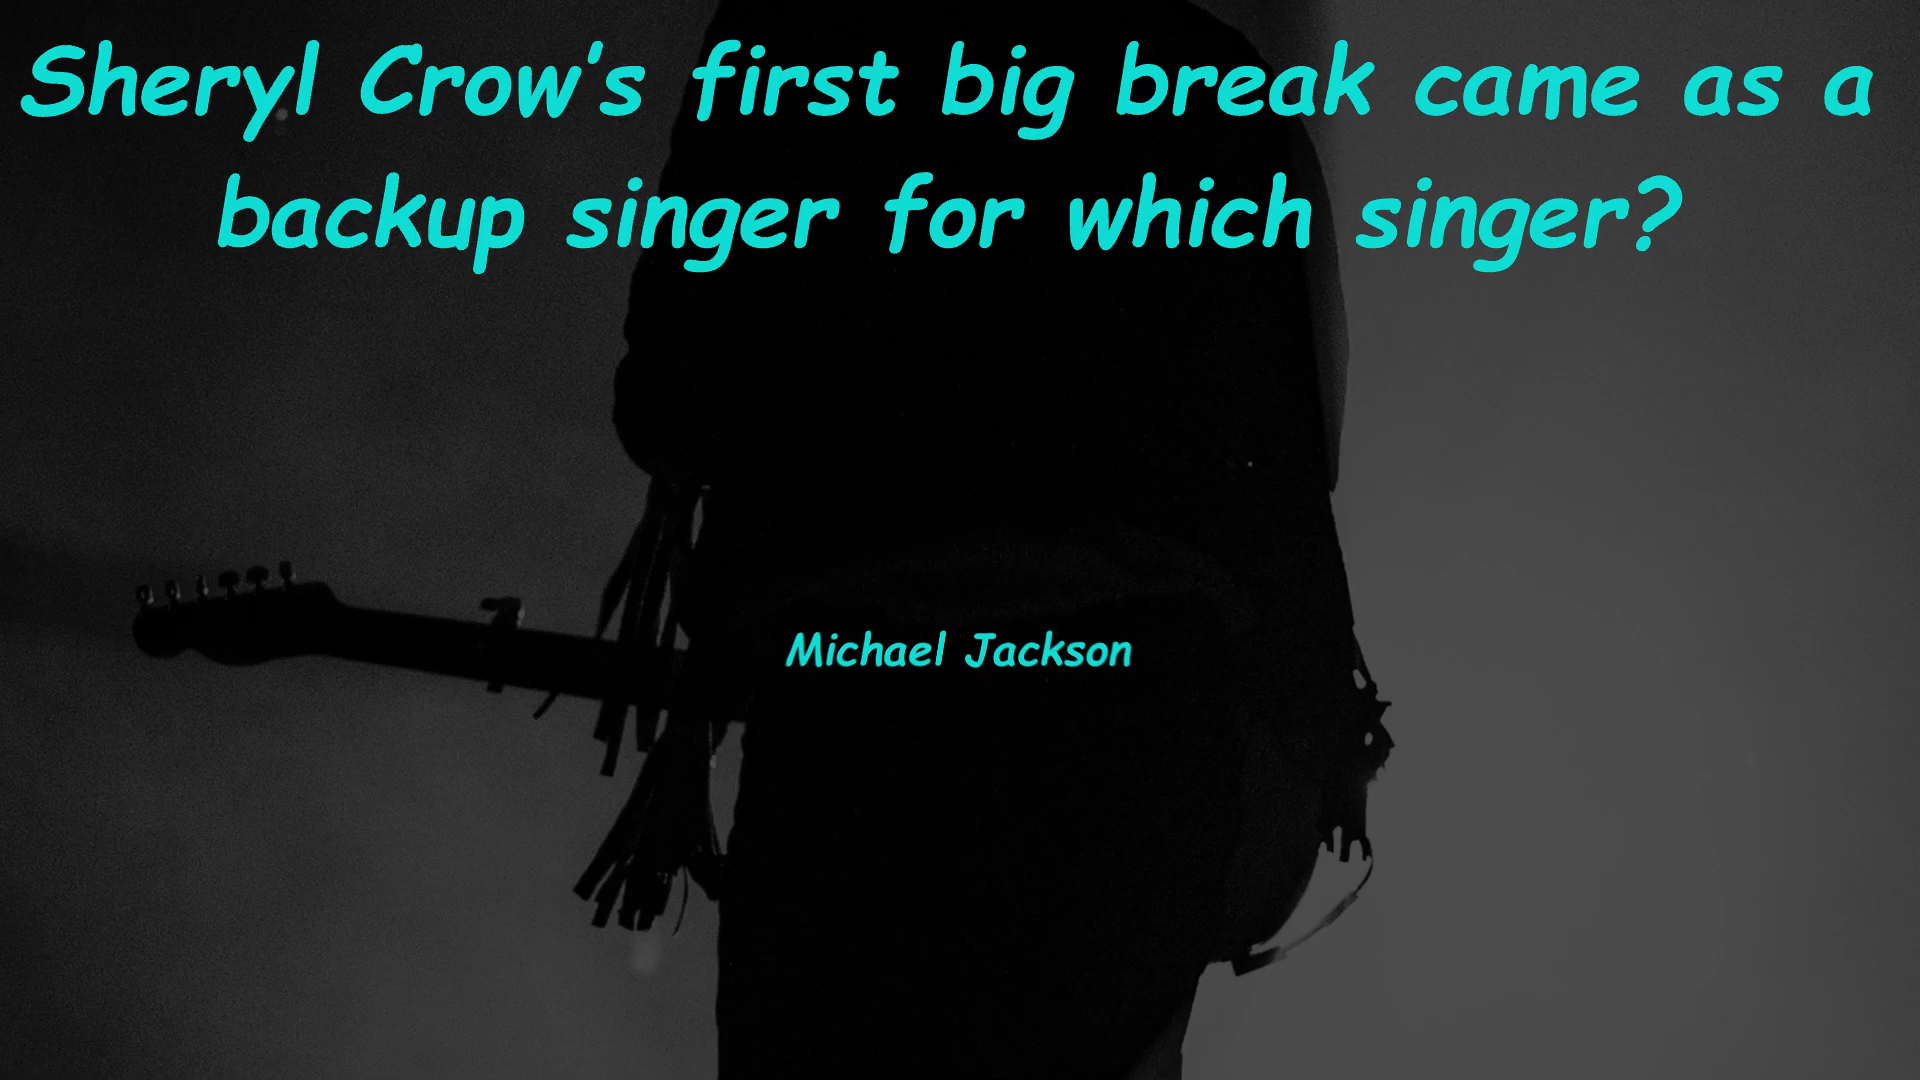 Sheryl Crow's first big break came as a
backup singer for which singer?
Michael Jackson